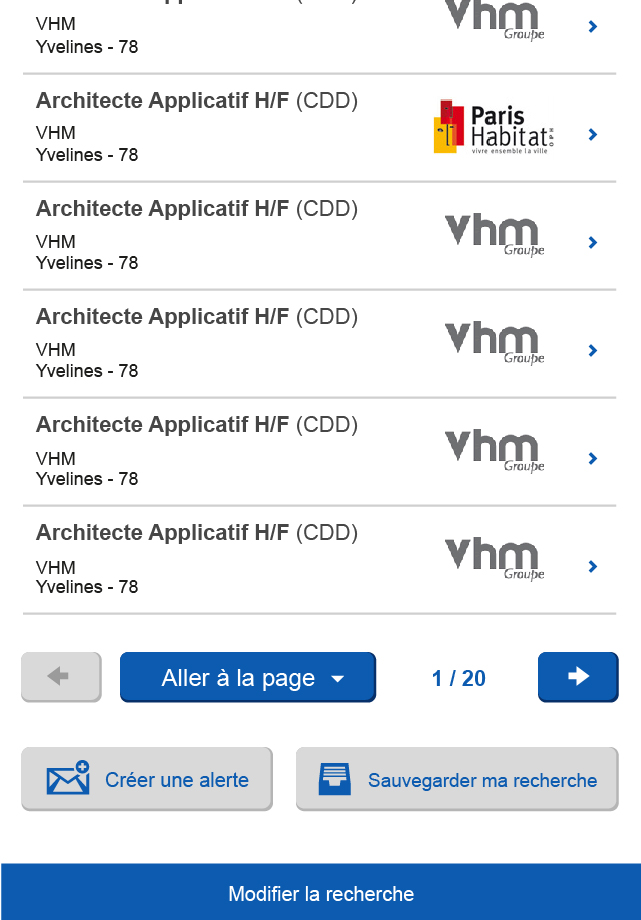 vhm
Groupe
VHM
Yvelines - 78
Architecte Applicatif H/F (CDD)
VHM
Yvelines - 78
Paris
Habitat
OPH
vivre ensemble la ville
Architecte Applicatif H/F (CDD)
VHM
Yvelines - 78
vhm
Groupe
Architecte Applicatif H/F (CDD)
VHM
Yvelines - 78
vhm
Groupe
Architecte Applicatif H/F (CDD)
VHM
Yvelines - 78
vhm
Groupe
Architecte Applicatif H/F (CDD)
VHM
Yvelines - 78
vhm
Groupe
Aller à la page
1 / 20
Créer une alerte
Sauvegarder ma recherche
Modifier la recherche